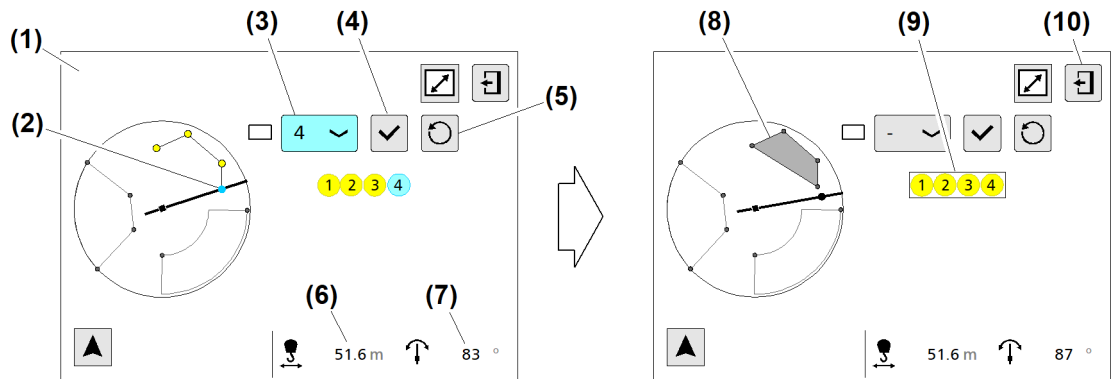 (1) (2) (3) (4) (5) (6) (7) (8) (9) (10)
4
1 2 3 4
51.6 m 83 °
-
1 2 3 4
51.6 m 87 °